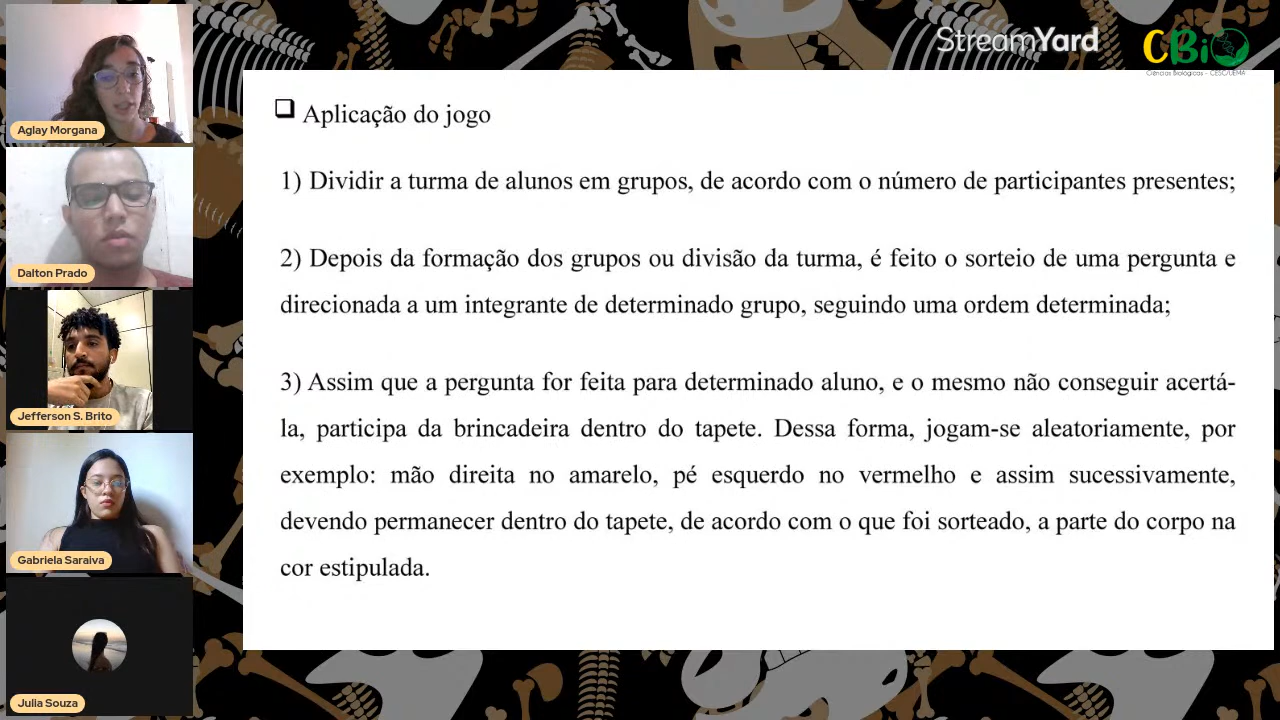 StreamYard
CBiO
Ciências Biológicas - CESC/UEMA
Aglay Morgana
Dalton Prado
Jefferson S. Brito
Gabriela Saraiva
Julia Souza
Aplicação do jogo
1) Dividir a turma de alunos em grupos, de acordo com o número de participantes presentes;
2) Depois da formação dos grupos ou divisão da turma, é feito o sorteio de uma pergunta e
direcionada a um integrante de determinado grupo, seguindo uma ordem determinada;
3) Assim que a pergunta for feita para determinado aluno, e o mesmo não conseguir acertá-
la, participa da brincadeira dentro do tapete. Dessa forma, jogam-se aleatoriamente, por
exemplo: mão direita no amarelo, pé esquerdo no vermelho e assim sucessivamente,
devendo permanecer dentro do tapete, de acordo com o que foi sorteado, a parte do corpo na
cor estipulada.